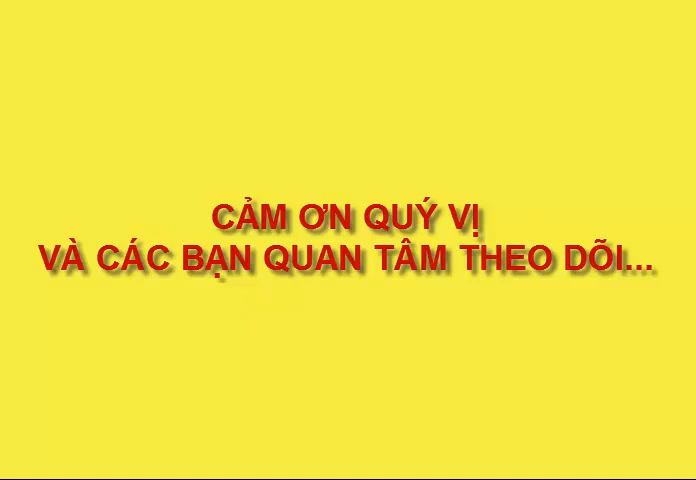 CẢM ƠN QUÝ VỊ
VÀ CÁC BẠN QUAN TÂM THEO DÕI...